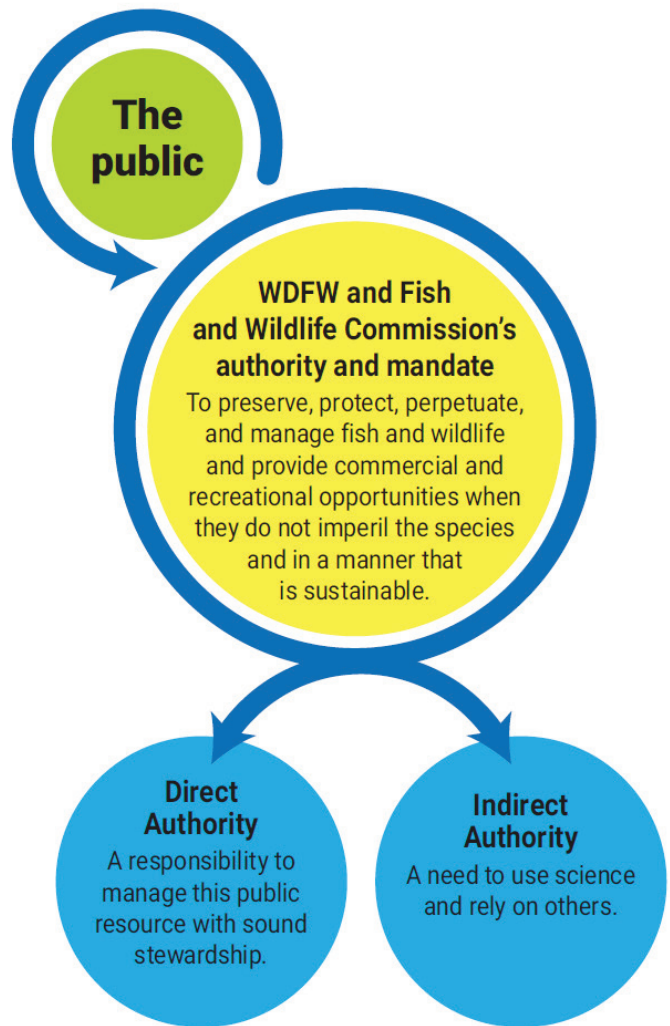 The
public
WDFW and Fish
and Wildlife Commission’s
authority and mandate
To preserve, protect, perpetuate,
and manage fish and wildlife
and provide commercial and
recreational opportunities when
they do not imperil the species
and in a manner that
is sustainable.
Direct
Authority
A responsibility to
manage this public
resource with sound
stewardship.
Indirect
Authority
A need to use science
and rely on others.